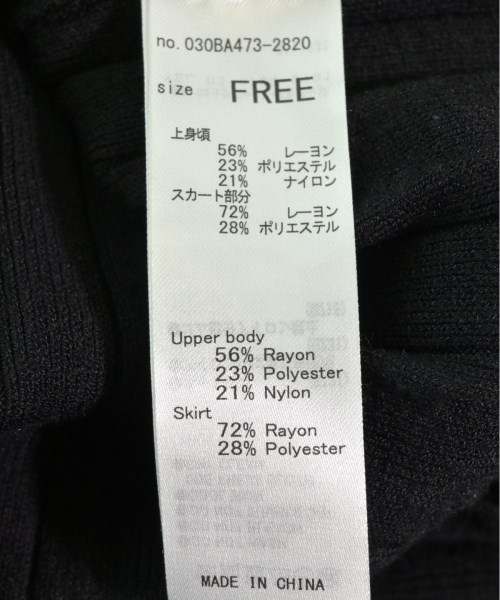 no. 030BA473-2820
size FREE
上身頃
56% レーヨン
23% ポリエステル
21% ナイロン
スカート部分
72% レーヨン
28% ポリエステル
Upper body
56% Rayon
23% Polyester
21% Nylon
Skirt
72% Rayon
28% Polyester
MADE IN CHINA